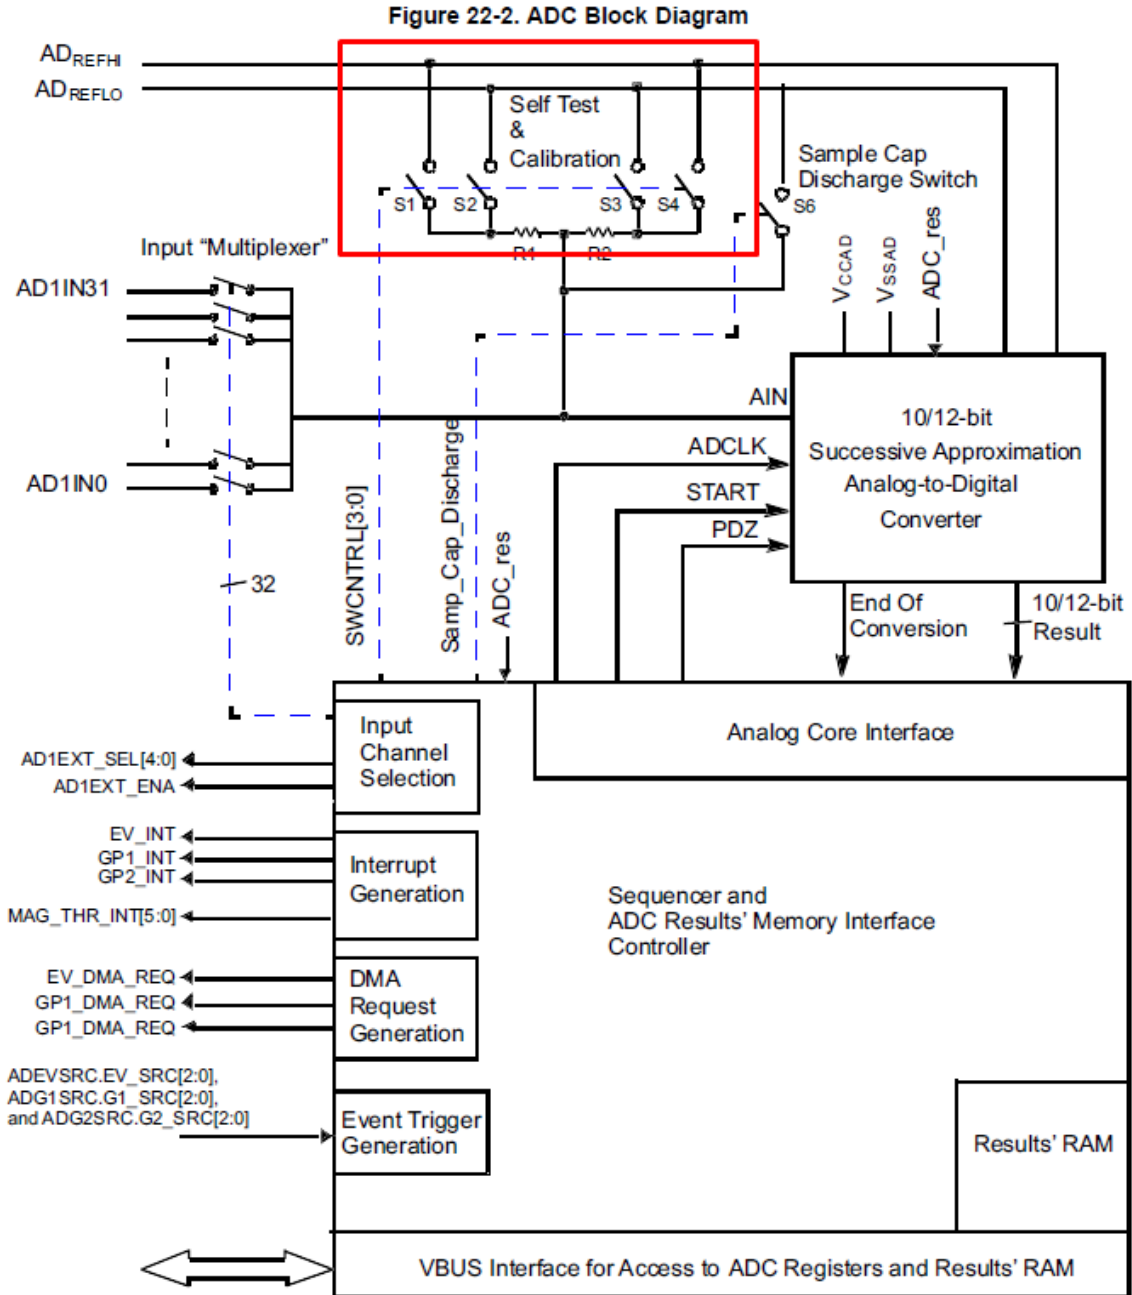 Figure 22-2. ADC Block Diagram
ADREFHI
ADREFLO
Self Test
&
Calibration
Sample Cap
Discharge Switch
S1
S2
S3
S4
S6
R1
R2
Input “Multiplexer”
AD1IN31
VCCAD
VSSAD
ADC_res
AIN
10/12-bit
Successive Approximation
Analog-to-Digital
Converter
ADCLK
START
PDZ
AD1IN0
32
SWCNTRL[3:0]
Samp_Cap_Discharge
ADC_res
End Of
Conversion
10/12-bit
Result
Input
Channel
Selection
Analog Core Interface
AD1EXT_SEL[4:0]
AD1EXT_ENA
EV_INT
GP1_INT
GP2_INT
MAG_THR_INT[5:0]
Interrupt
Generation
Sequencer and
ADC Results’ Memory Interface
Controller
EV_DMA_REQ
GP1_DMA_REQ
GP1_DMA_REQ
DMA
Request
Generation
ADEVSRC.EV_SRC[2:0],
ADG1SRC.G1_SRC[2:0],
and ADG2SRC.G2_SRC[2:0]
Event Trigger
Generation
Results’ RAM
VBUS Interface for Access to ADC Registers and Results’ RAM